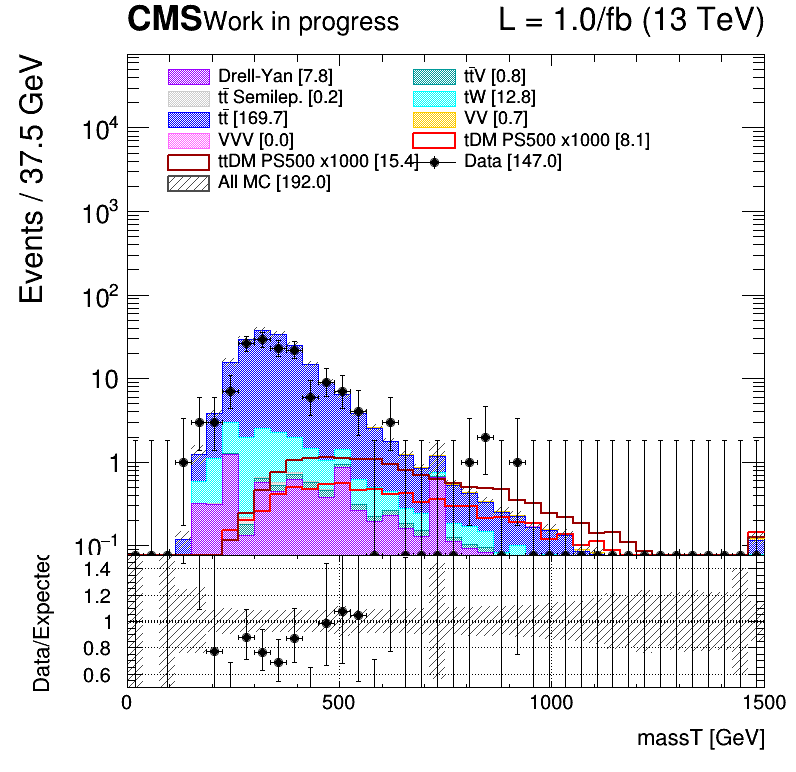 CMS Work in progress L = 1.0/fb (13 TeV)
Events / 37.5 GeV
Drell-Yan [7.8] tt̄V [0.8]
tt̄ Semilep. [0.2] tW [12.8]
tt̄ [169.7] VV [0.7]
VVV [0.0] tDM PS500 x1000 [8.1]
ttDM PS500 x1000 [15.4] Data [147.0]
All MC [192.0]
10⁴
10³
10²
10
1
10⁻¹
Data/Expected
1.4
1.2
1
0.8
0.6
0 500 1000 1500
massT [GeV]